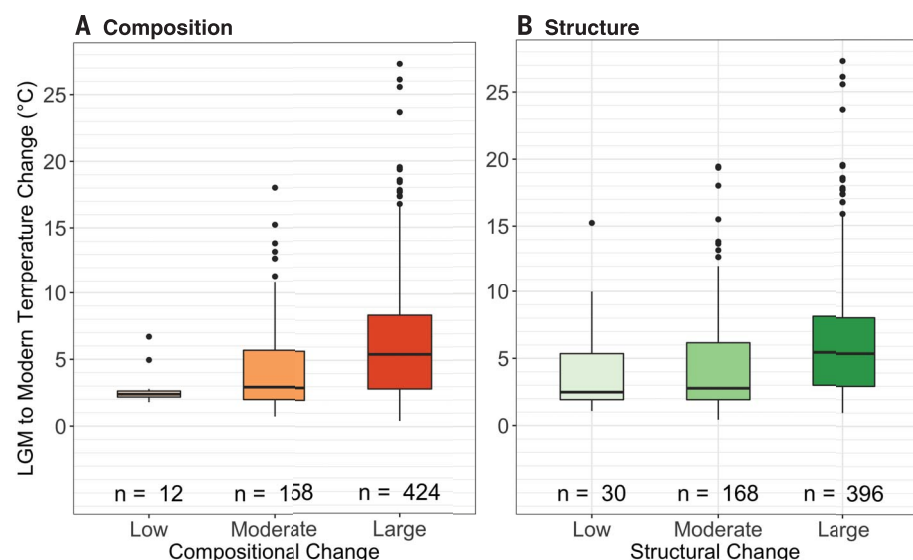 A Composition
B Structure
LGM to Modern Temperature Change (°C)
25
20
15
10
5
0
n = 12
n = 158
n = 424
Low
Moderate
Large
Compositional Change
25
20
15
10
5
0
n = 30
n = 168
n = 396
Low
Moderate
Large
Structural Change